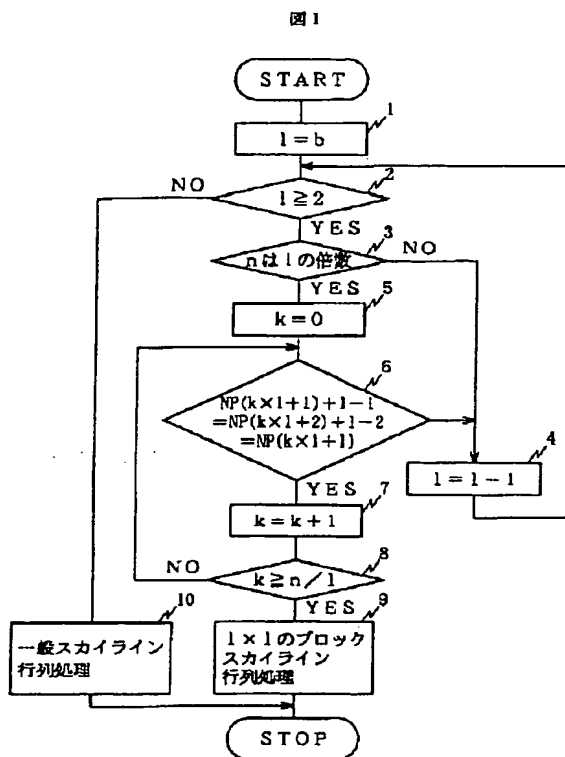 図1
START
1
l=b
2
NO
l≧2
YES
3
NO
nはlの倍数
YES
5
k=0
6
NP(k×l+1)+l-1
=NP(k×l+2)+l-2
=NP(k×l+l)
4
l=l-1
YES
7
k=k+1
8
NO
k≧n/l
YES
9
10
一般スカイライン
行列処理
l×lのブロック
スカイライン
行列処理
STOP